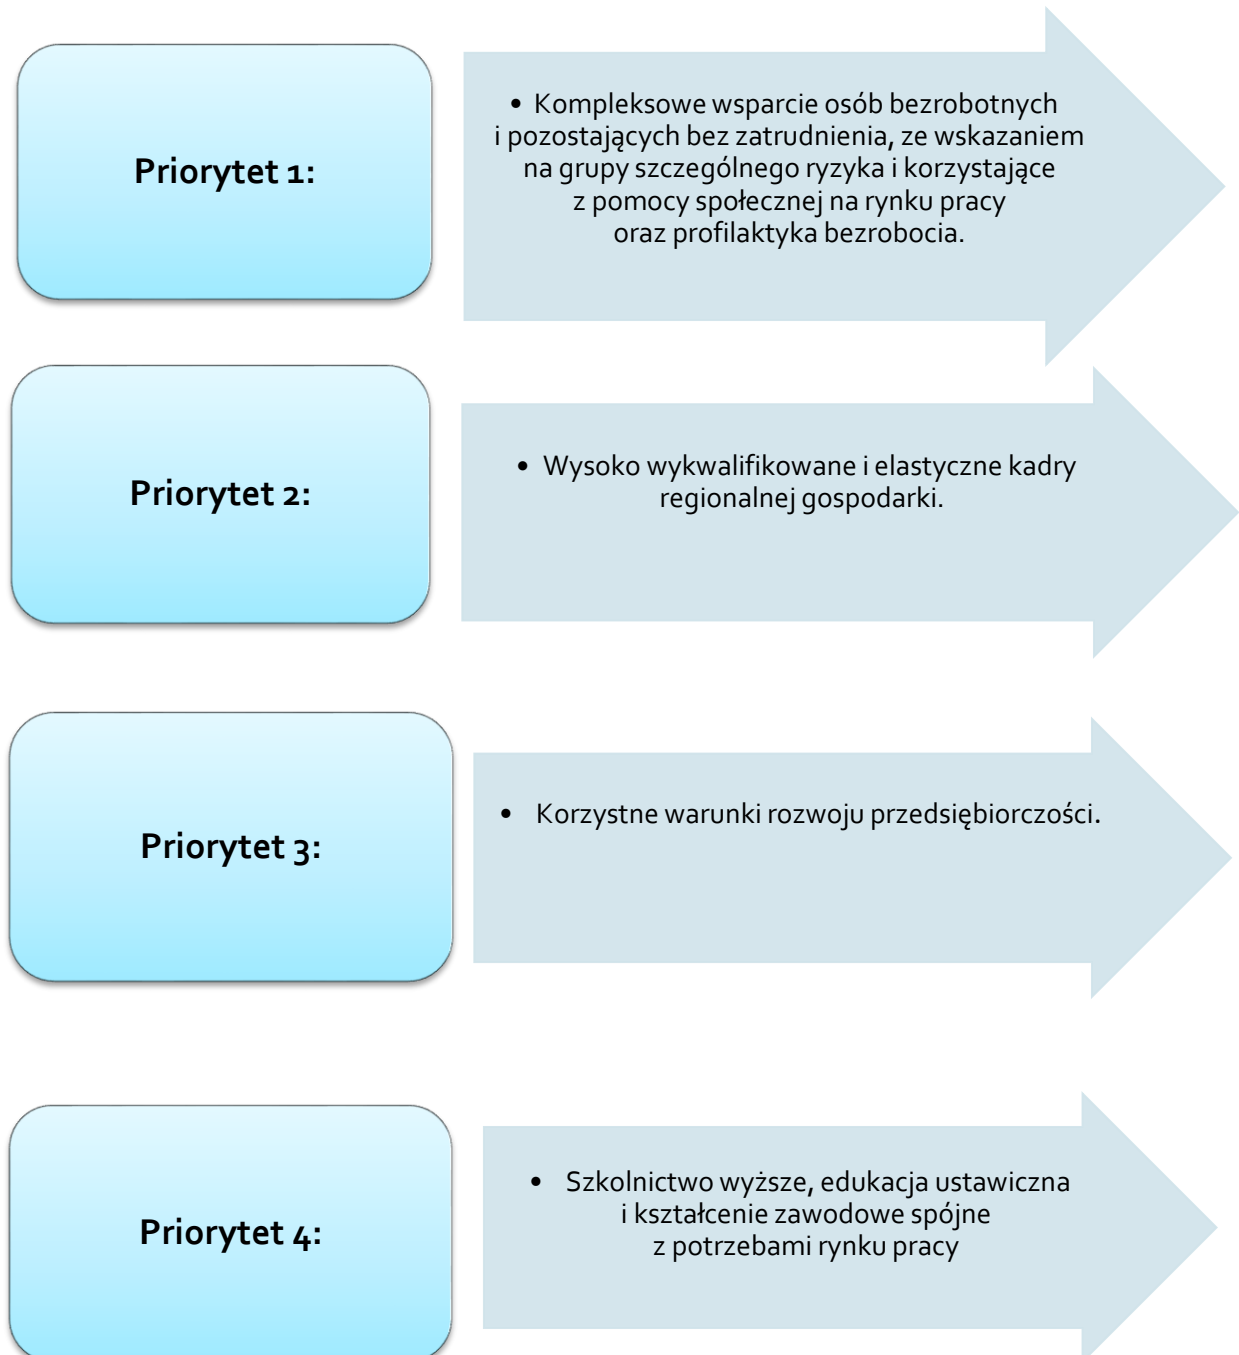 Priorytet 1:
• Kompleksowe wsparcie osób bezrobotnych
i pozostających bez zatrudnienia, ze wskazaniem
na grupy szczególnego ryzyka i korzystające
z pomocy społecznej na rynku pracy
oraz profilaktyka bezrobocia.
Priorytet 2:
• Wysoko wykwalifikowane i elastyczne kadry
regionalnej gospodarki.
Priorytet 3:
• Korzystne warunki rozwoju przedsiębiorczości.
Priorytet 4:
• Szkolnictwo wyższe, edukacja ustawiczna
i kształcenie zawodowe spójne
z potrzebami rynku pracy